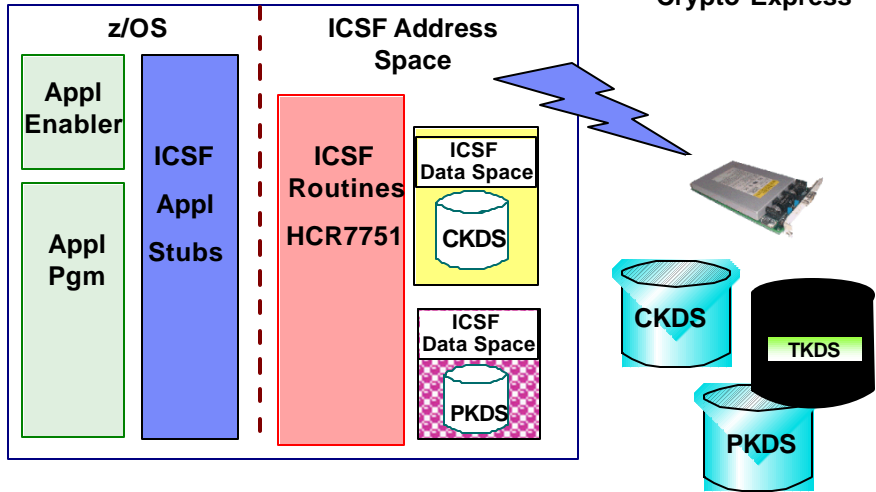 Crypto Express
z/OS
ICSF Address
Space
Appl
Enabler
Appl
Pgm
ICSF
Appl
Stubs
ICSF
Routines
HCR7751
ICSF
Data Space
CKDS
ICSF
Data Space
PKDS
CKDS
TKDS
PKDS